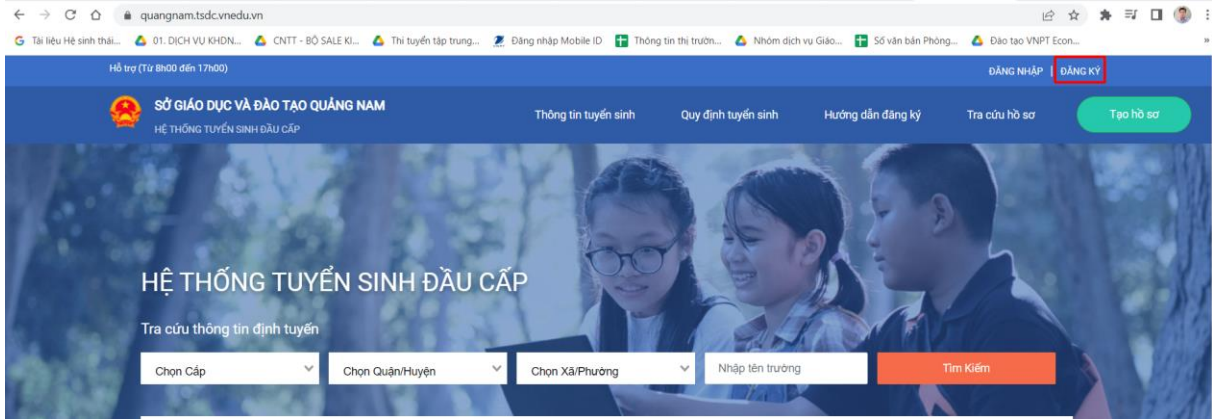 quangnam.tsdc.vnedu.vn
Tài liệu Hệ sinh thái... 01. DỊCH VỤ KHDN... CNTT - BỘ SALE KI... Thi tuyển tập trung... Đăng nhập Mobile ID Thông tin thị trườn... Nhóm dịch vụ Giáo... Số văn bản Phòng... Đào tạo VNPT Econ... »
Hỗ trợ (Từ 8h00 đến 17h00) ĐĂNG NHẬP | ĐĂNG KÝ
SỞ GIÁO DỤC VÀ ĐÀO TẠO QUẢNG NAM
HỆ THỐNG TUYỂN SINH ĐẦU CẤP
Thông tin tuyển sinh Quy định tuyển sinh Hướng dẫn đăng ký Tra cứu hồ sơ Tạo hồ sơ
HỆ THỐNG TUYỂN SINH ĐẦU CẤP
Tra cứu thông tin định tuyến
Chọn Cấp Chọn Quận/Huyện Chọn Xã/Phường Nhập tên trường Tìm Kiếm